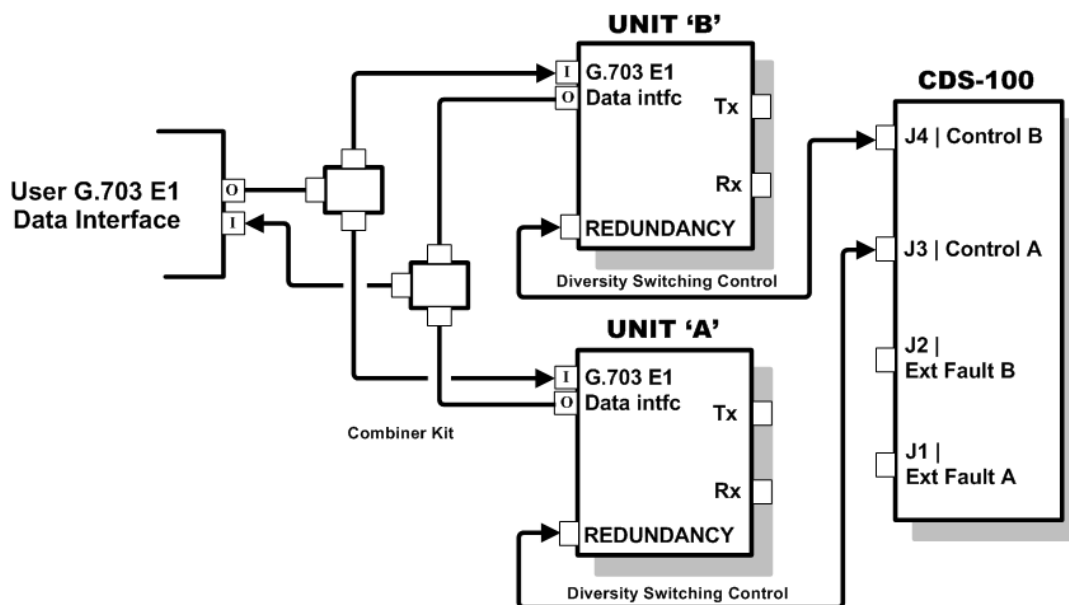 UNIT ‘B’
I
G.703 E1
O
Data intfc
Tx
Rx
REDUNDANCY
Diversity Switching Control
User G.703 E1
Data Interface
O
I
CDS-100
J4 | Control B
J3 | Control A
J2 |
Ext Fault B
J1 |
Ext Fault A
UNIT ‘A’
I
G.703 E1
O
Data intfc
Tx
Rx
REDUNDANCY
Diversity Switching Control
Combiner Kit